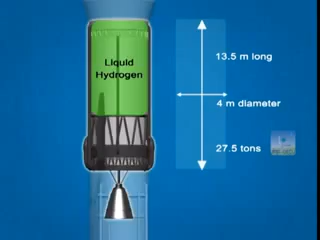 Liquid
Hydrogen
13.5 m long
4 m diameter
27.5 tons